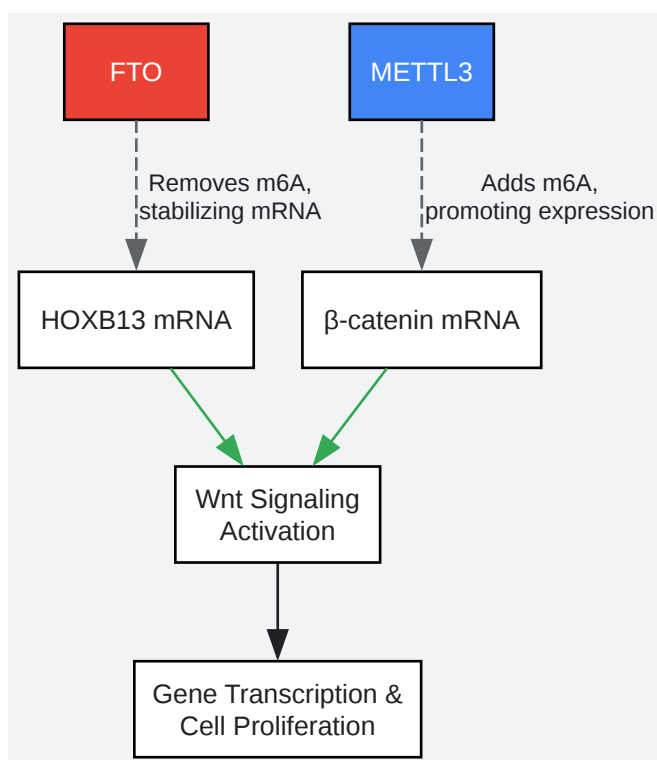 FTO
METTL3
Removes m6A,
stabilizing mRNA
Adds m6A,
promoting expression
HOXB13 mRNA
β-catenin mRNA
Wnt Signaling
Activation
Gene Transcription &
Cell Proliferation